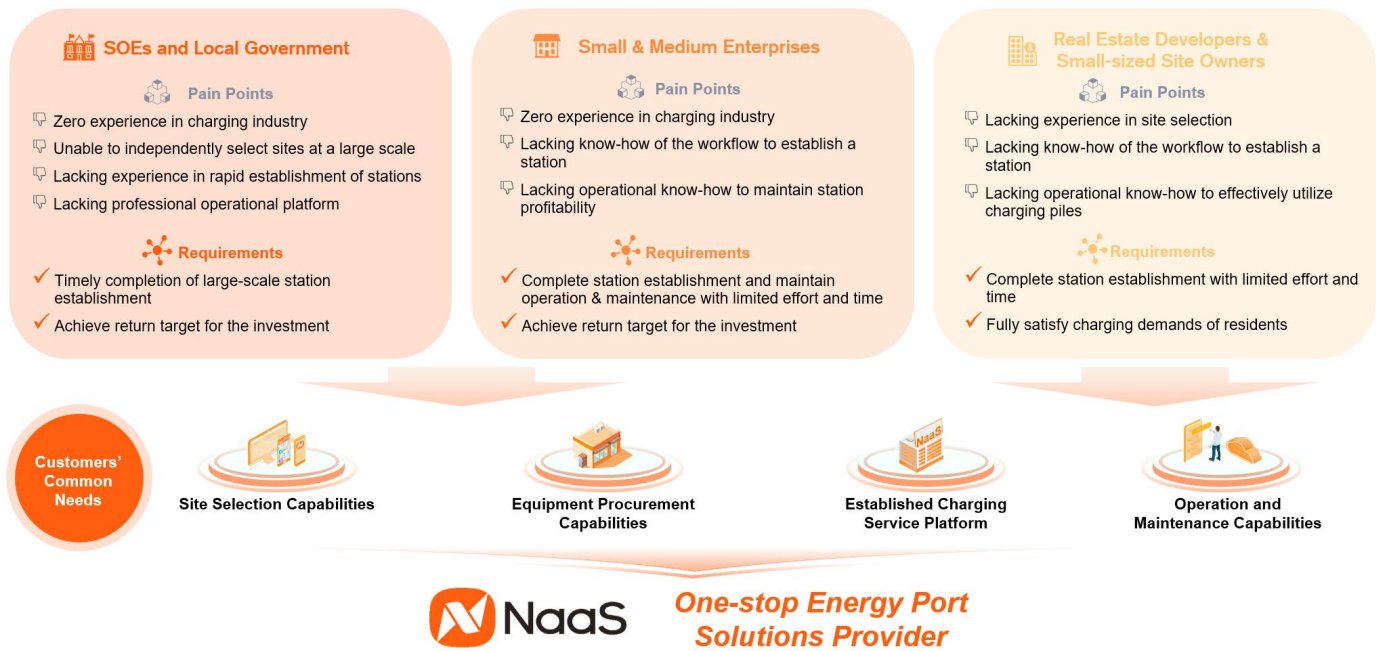 SOEs and Local Government
Pain Points
Zero experience in charging industry
Unable to independently select sites at a large scale
Lacking experience in rapid establishment of stations
Lacking professional operational platform
Requirements
Timely completion of large-scale station
establishment
Achieve return target for the investment
Small & Medium Enterprises
Pain Points
Zero experience in charging industry
Lacking know-how of the workflow to establish a
station
Lacking operational know-how to maintain station
profitability
Requirements
Complete station establishment and maintain
operation & maintenance with limited effort and time
Achieve return target for the investment
Real Estate Developers &
Small-sized Site Owners
Pain Points
Lacking experience in site selection
Lacking know-how of the workflow to establish a
station
Lacking operational know-how to effectively utilize
charging piles
Requirements
Complete station establishment with limited effort and
time
Fully satisfy charging demands of residents
Customers’
Common
Needs
Site Selection Capabilities
Equipment Procurement
Capabilities
NaaS
Established Charging
Service Platform
Operation and
Maintenance Capabilities
NaaS
One-stop Energy Port
Solutions Provider